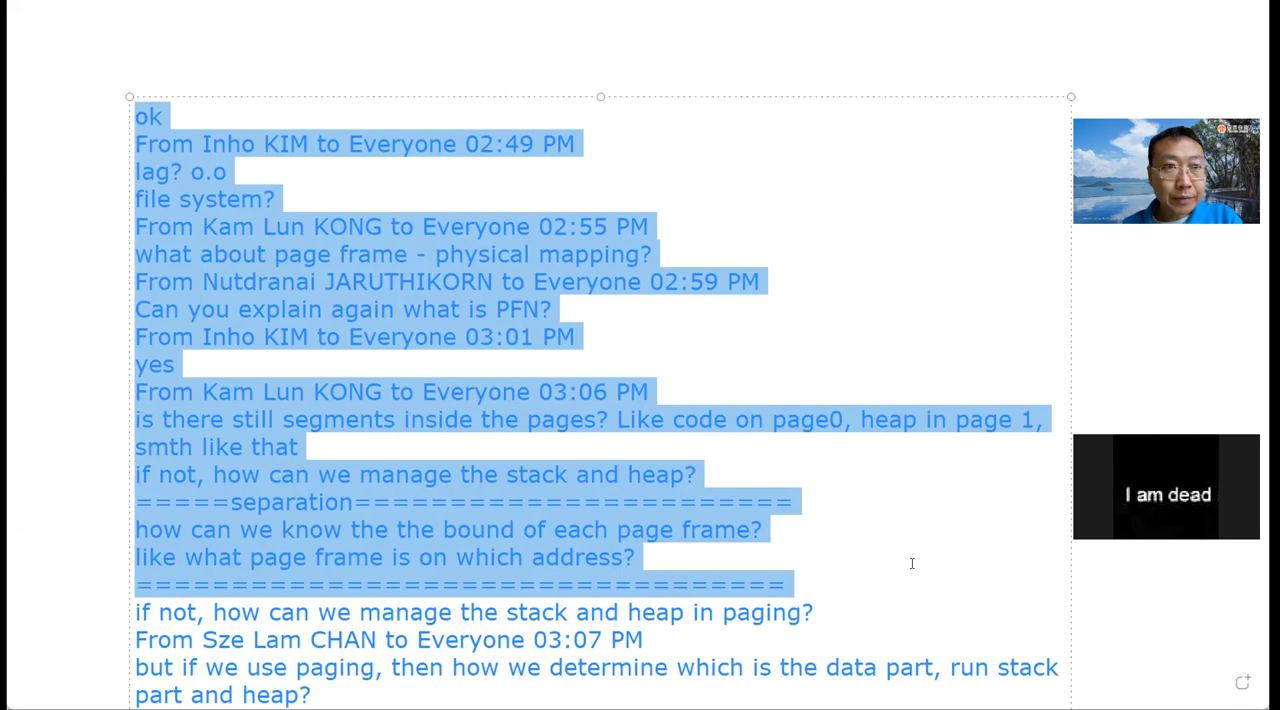 ok
From Inho KIM to Everyone 02:49 PM
lag? o.o
file system?
From Kam Lun KONG to Everyone 02:55 PM
what about page frame - physical mapping?
From Nutdranai JARUTHIKORN to Everyone 02:59 PM
Can you explain again what is PFN?
From Inho KIM to Everyone 03:01 PM
yes
From Kam Lun KONG to Everyone 03:06 PM
is there still segments inside the pages? Like code on page0, heap in page 1,
smth like that
if not, how can we manage the stack and heap?
=====separation=======================
how can we know the the bound of each page frame?
like what page frame is on which address?
==================================
if not, how can we manage the stack and heap in paging?
From Sze Lam CHAN to Everyone 03:07 PM
but if we use paging, then how we determine which is the data part, run stack
part and heap?
I am dead